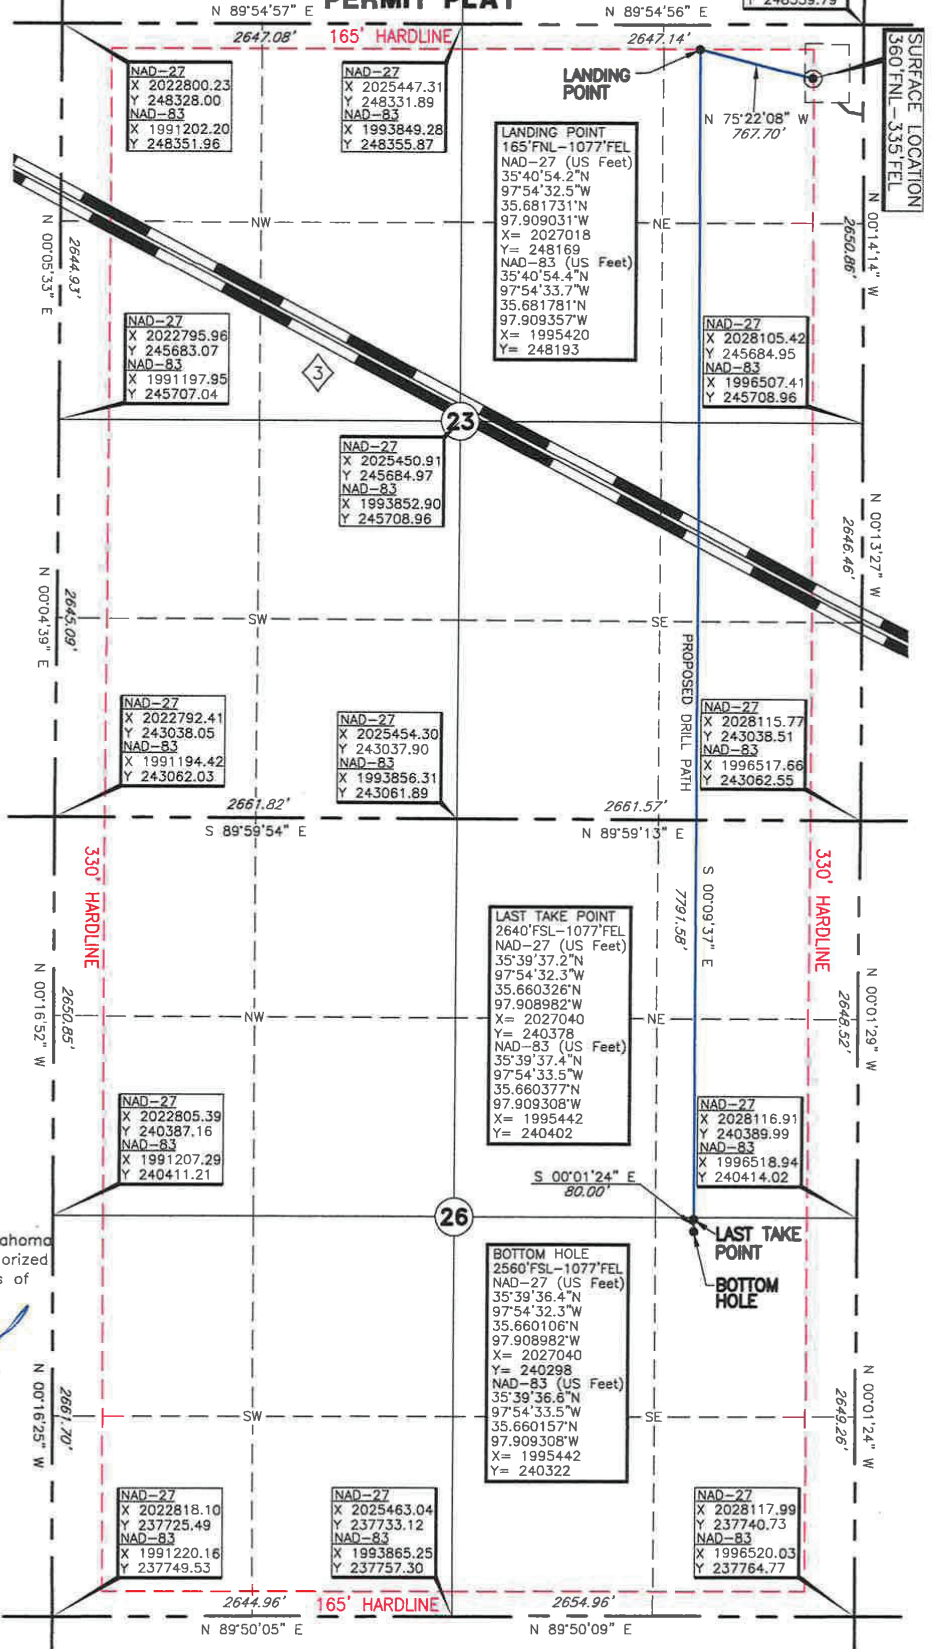 PERMIT PLAT
N 89°54'57" E
N 89°54'56" E
248339.79
2647.08'
165' HARDLINE
2647.14'
SURFACE LOCATION
360'FNL-335'FEL
LANDING
POINT
N 75°22'08" W
767.70'
NAD-27
X 2022800.23
Y 248328.00
NAD-83
X 1991202.20
Y 248351.96
NAD-27
X 2025447.31
Y 248331.89
NAD-83
X 1993849.28
Y 248355.87
LANDING POINT
165'FNL-1077'FEL
NAD-27 (US Feet)
35°40'54.2"N
97°54'32.5"W
35.681731°N
97.909031°W
X= 2027018
Y= 248169
NAD-83 (US Feet)
35°40'54.4"N
97°54'33.7"W
35.681781°N
97.909357°W
X= 1995420
Y= 248193
NW
NE
N 00°05'33" E
2644.93'
N 00°14'14" W
2650.86'
NAD-27
X 2022795.96
Y 245683.07
NAD-83
X 1991197.95
Y 245707.04
3
NAD-27
X 2028105.42
Y 245684.95
NAD-83
X 1996507.41
Y 245708.96
23
NAD-27
X 2025450.91
Y 245684.97
NAD-83
X 1993852.90
Y 245708.96
N 00°13'27" W
2646.46'
N 00°04'39" E
2645.09'
SW
SE
PROPOSED DRILL PATH
NAD-27
X 2022792.41
Y 243038.05
NAD-83
X 1991194.42
Y 243062.03
NAD-27
X 2025454.30
Y 243037.90
NAD-83
X 1993856.31
Y 243061.89
NAD-27
X 2028115.77
Y 243038.51
NAD-83
X 1996517.66
Y 243062.55
2661.82'
S 89°59'54" E
2661.57'
N 89°59'13" E
330' HARDLINE
330' HARDLINE
S 00°09'37" E
7791.58'
LAST TAKE POINT
2640'FSL-1077'FEL
NAD-27 (US Feet)
35°39'37.2"N
97°54'32.3"W
35.660326°N
97.908982°W
X= 2027040
Y= 240378
NAD-83 (US Feet)
35°39'37.4"N
97°54'33.5"W
35.660377°N
97.909308°W
X= 1995442
Y= 240402
NW
NE
N 00°16'52" W
2650.85'
N 00°01'29" W
2648.52'
NAD-27
X 2022805.39
Y 240387.16
NAD-83
X 1991207.29
Y 240411.21
NAD-27
X 2028116.91
Y 240389.99
NAD-83
X 1996518.94
Y 240414.02
S 00°01'24" E
80.00'
26
LAST TAKE
POINT
BOTTOM
HOLE
ahoma
orized
s of
BOTTOM HOLE
2560'FSL-1077'FEL
NAD-27 (US Feet)
35°39'36.4"N
97°54'32.3"W
35.660106°N
97.908982°W
X= 2027040
Y= 240298
NAD-83 (US Feet)
35°39'36.6"N
97°54'33.5"W
35.660157°N
97.909308°W
X= 1995442
Y= 240322
N 00°16'25" W
2661.70'
SW
SE
N 00°01'24" W
2649.26'
NAD-27
X 2022818.10
Y 237725.49
NAD-83
X 1991220.16
Y 237749.53
NAD-27
X 2025463.04
Y 237733.12
NAD-83
X 1993865.25
Y 237757.30
NAD-27
X 2028117.99
Y 237740.73
NAD-83
X 1996520.03
Y 237764.77
2644.96'
165' HARDLINE
2654.96'
N 89°50'05" E
N 89°50'09" E